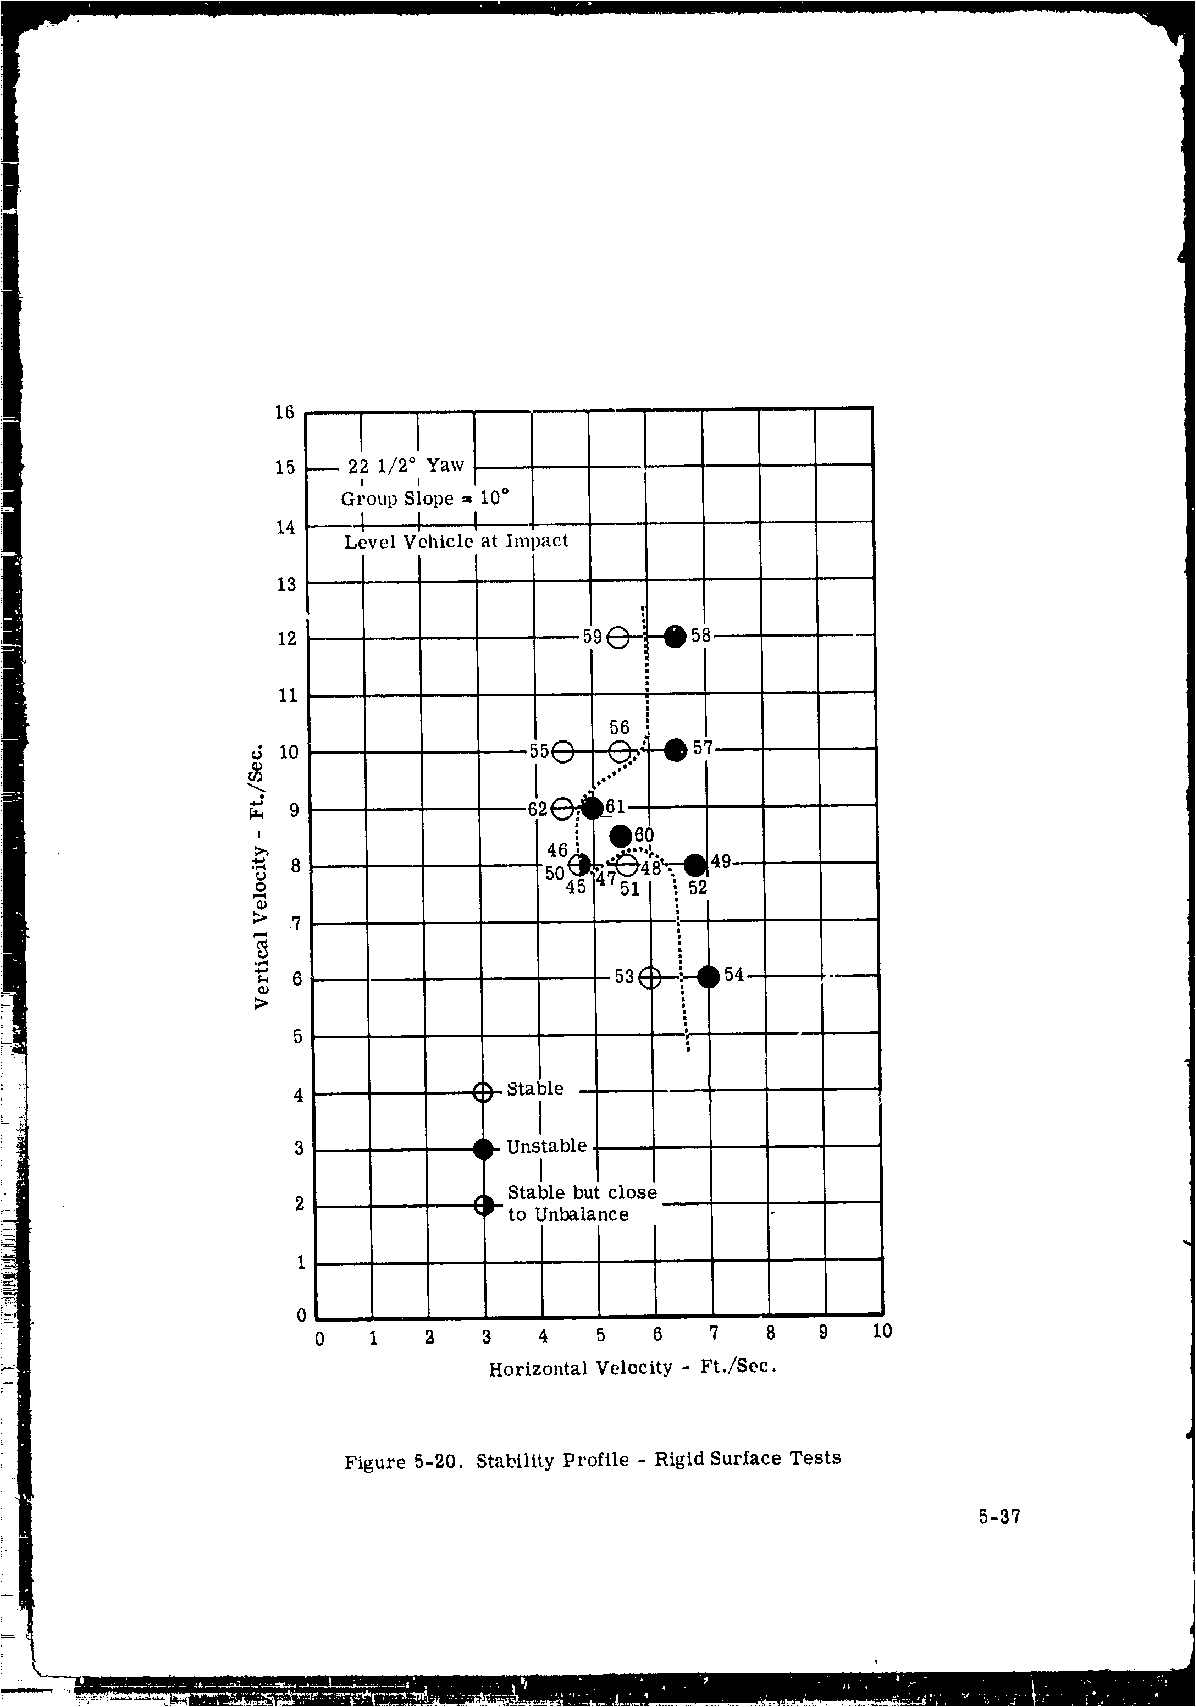 16
15 22 1/2° Yaw
Group Slope = 10°
14
Level Vehicle at Impact
13
12 59 58
11
56
10 55 57
9 62 61
60
46
8 48 49
50 47
45 51 52
7
6 53 54
5
4 Stable
3 Unstable
Stable but close
2
to Unbalance
1
0
0 1 2 3 4 5 6 7 8 9 10
Vertical Velocity - Ft./Sec.
Horizontal Velocity - Ft./Sec.
Figure 5-20. Stability Profile - Rigid Surface Tests
5-37